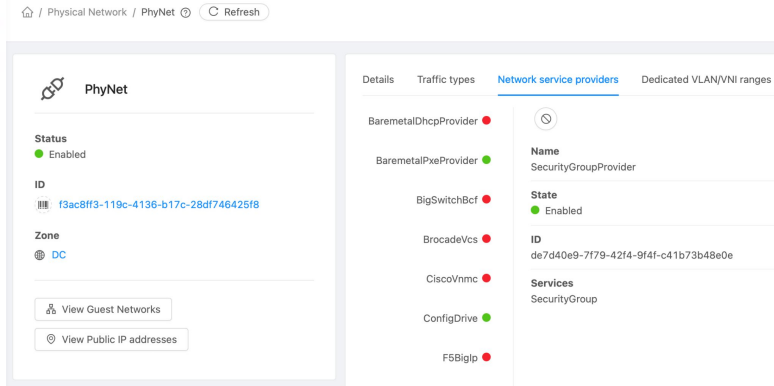 / Physical Network / PhyNet Refresh
PhyNet
Status
Enabled
ID
f3ac8ff3-119c-4136-b17c-28df746425f8
Zone
DC
View Guest Networks
View Public IP addresses
Details Traffic types Network service providers Dedicated VLAN/VNI ranges
BaremetalDhcpProvider
BaremetalPxeProvider
BigSwitchBcf
BrocadeVcs
CiscoVnmc
ConfigDrive
F5BigIp
Name
SecurityGroupProvider
State
Enabled
ID
de7d40e9-7f79-42f4-9f4f-c41b73b48e0e
Services
SecurityGroup